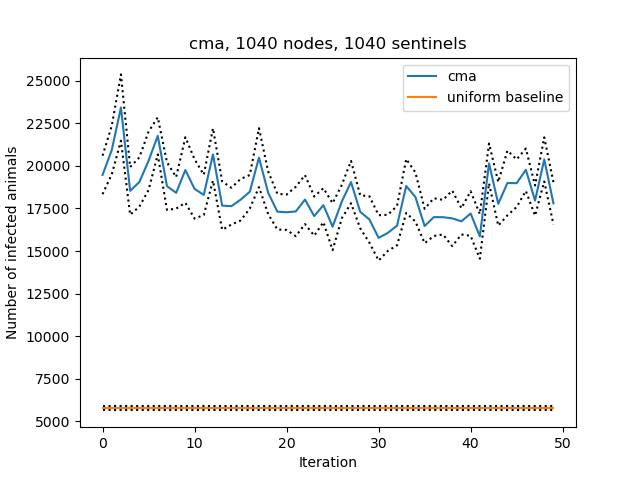 cma, 1040 nodes, 1040 sentinels
cma
uniform baseline
Number of infected animals
25000
22500
20000
17500
15000
12500
10000
7500
5000
0 10 20 30 40 50
Iteration